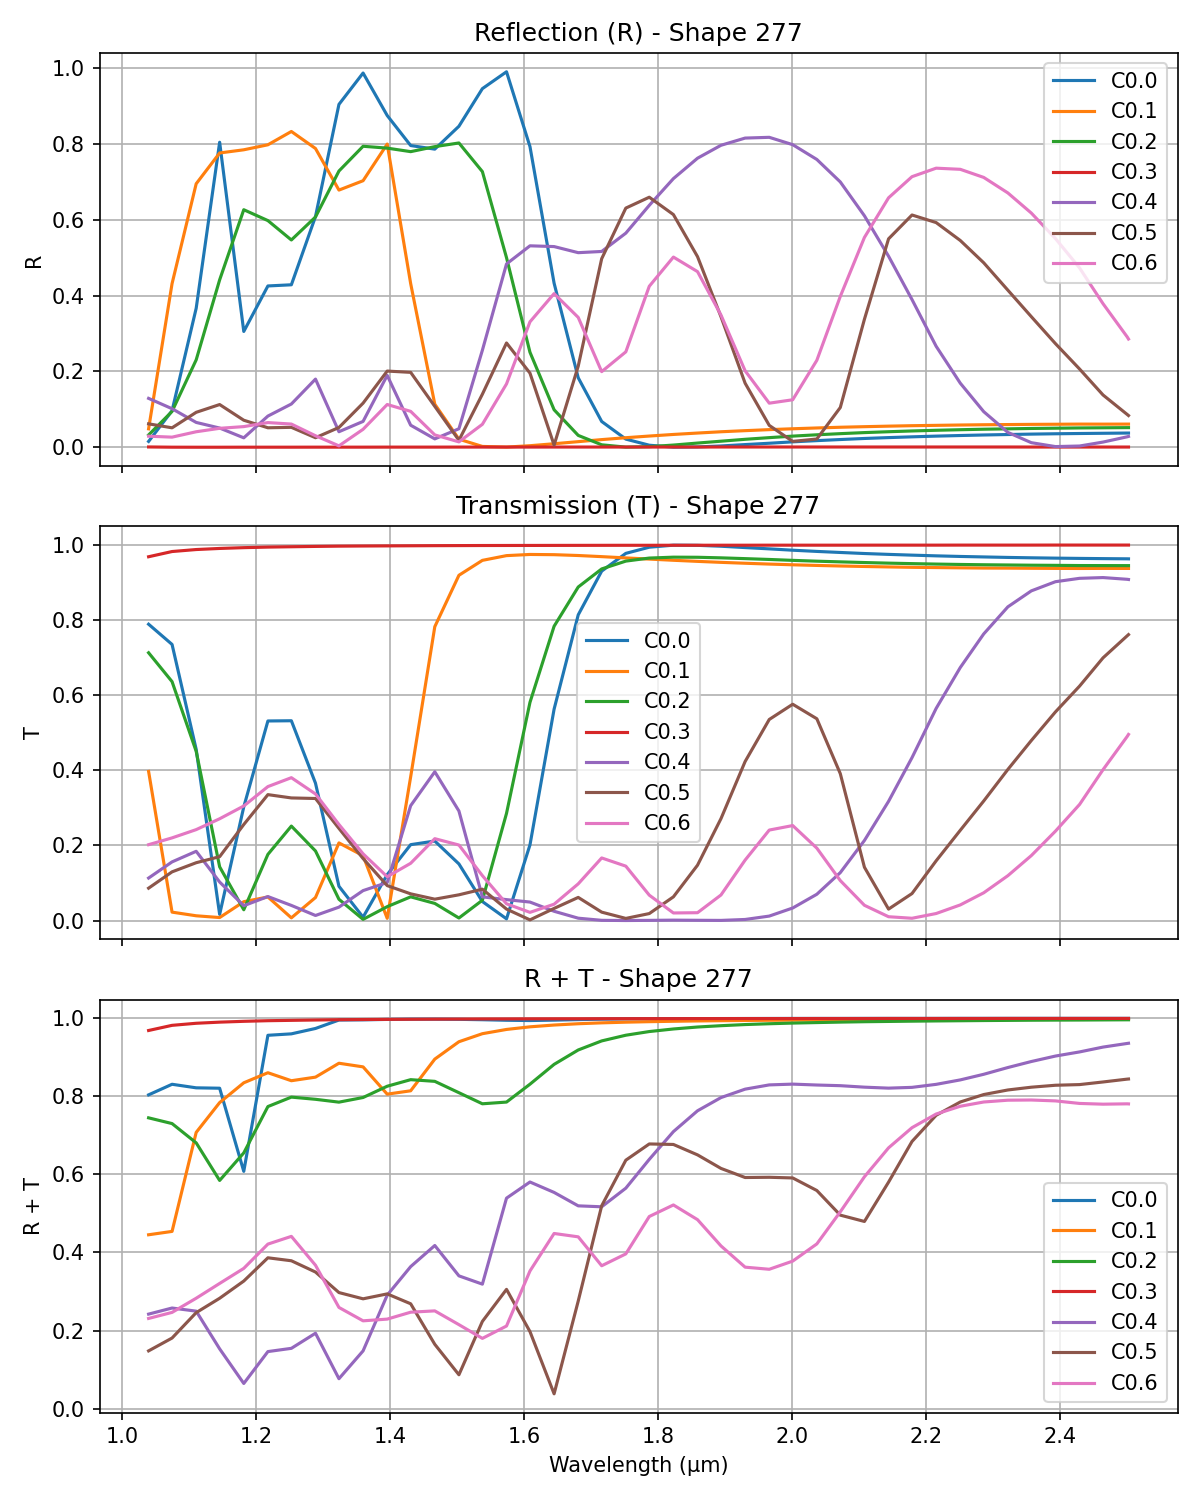 Reflection (R) - Shape 277
1.0
0.8
0.6
0.4
0.2
0.0
R
C0.0
C0.1
C0.2
C0.3
C0.4
C0.5
C0.6
Transmission (T) - Shape 277
1.0
0.8
0.6
0.4
0.2
0.0
T
C0.0
C0.1
C0.2
C0.3
C0.4
C0.5
C0.6
R + T - Shape 277
1.0
0.8
0.6
0.4
0.2
0.0
R + T
C0.0
C0.1
C0.2
C0.3
C0.4
C0.5
C0.6
1.0 1.2 1.4 1.6 1.8 2.0 2.2 2.4
Wavelength (μm)